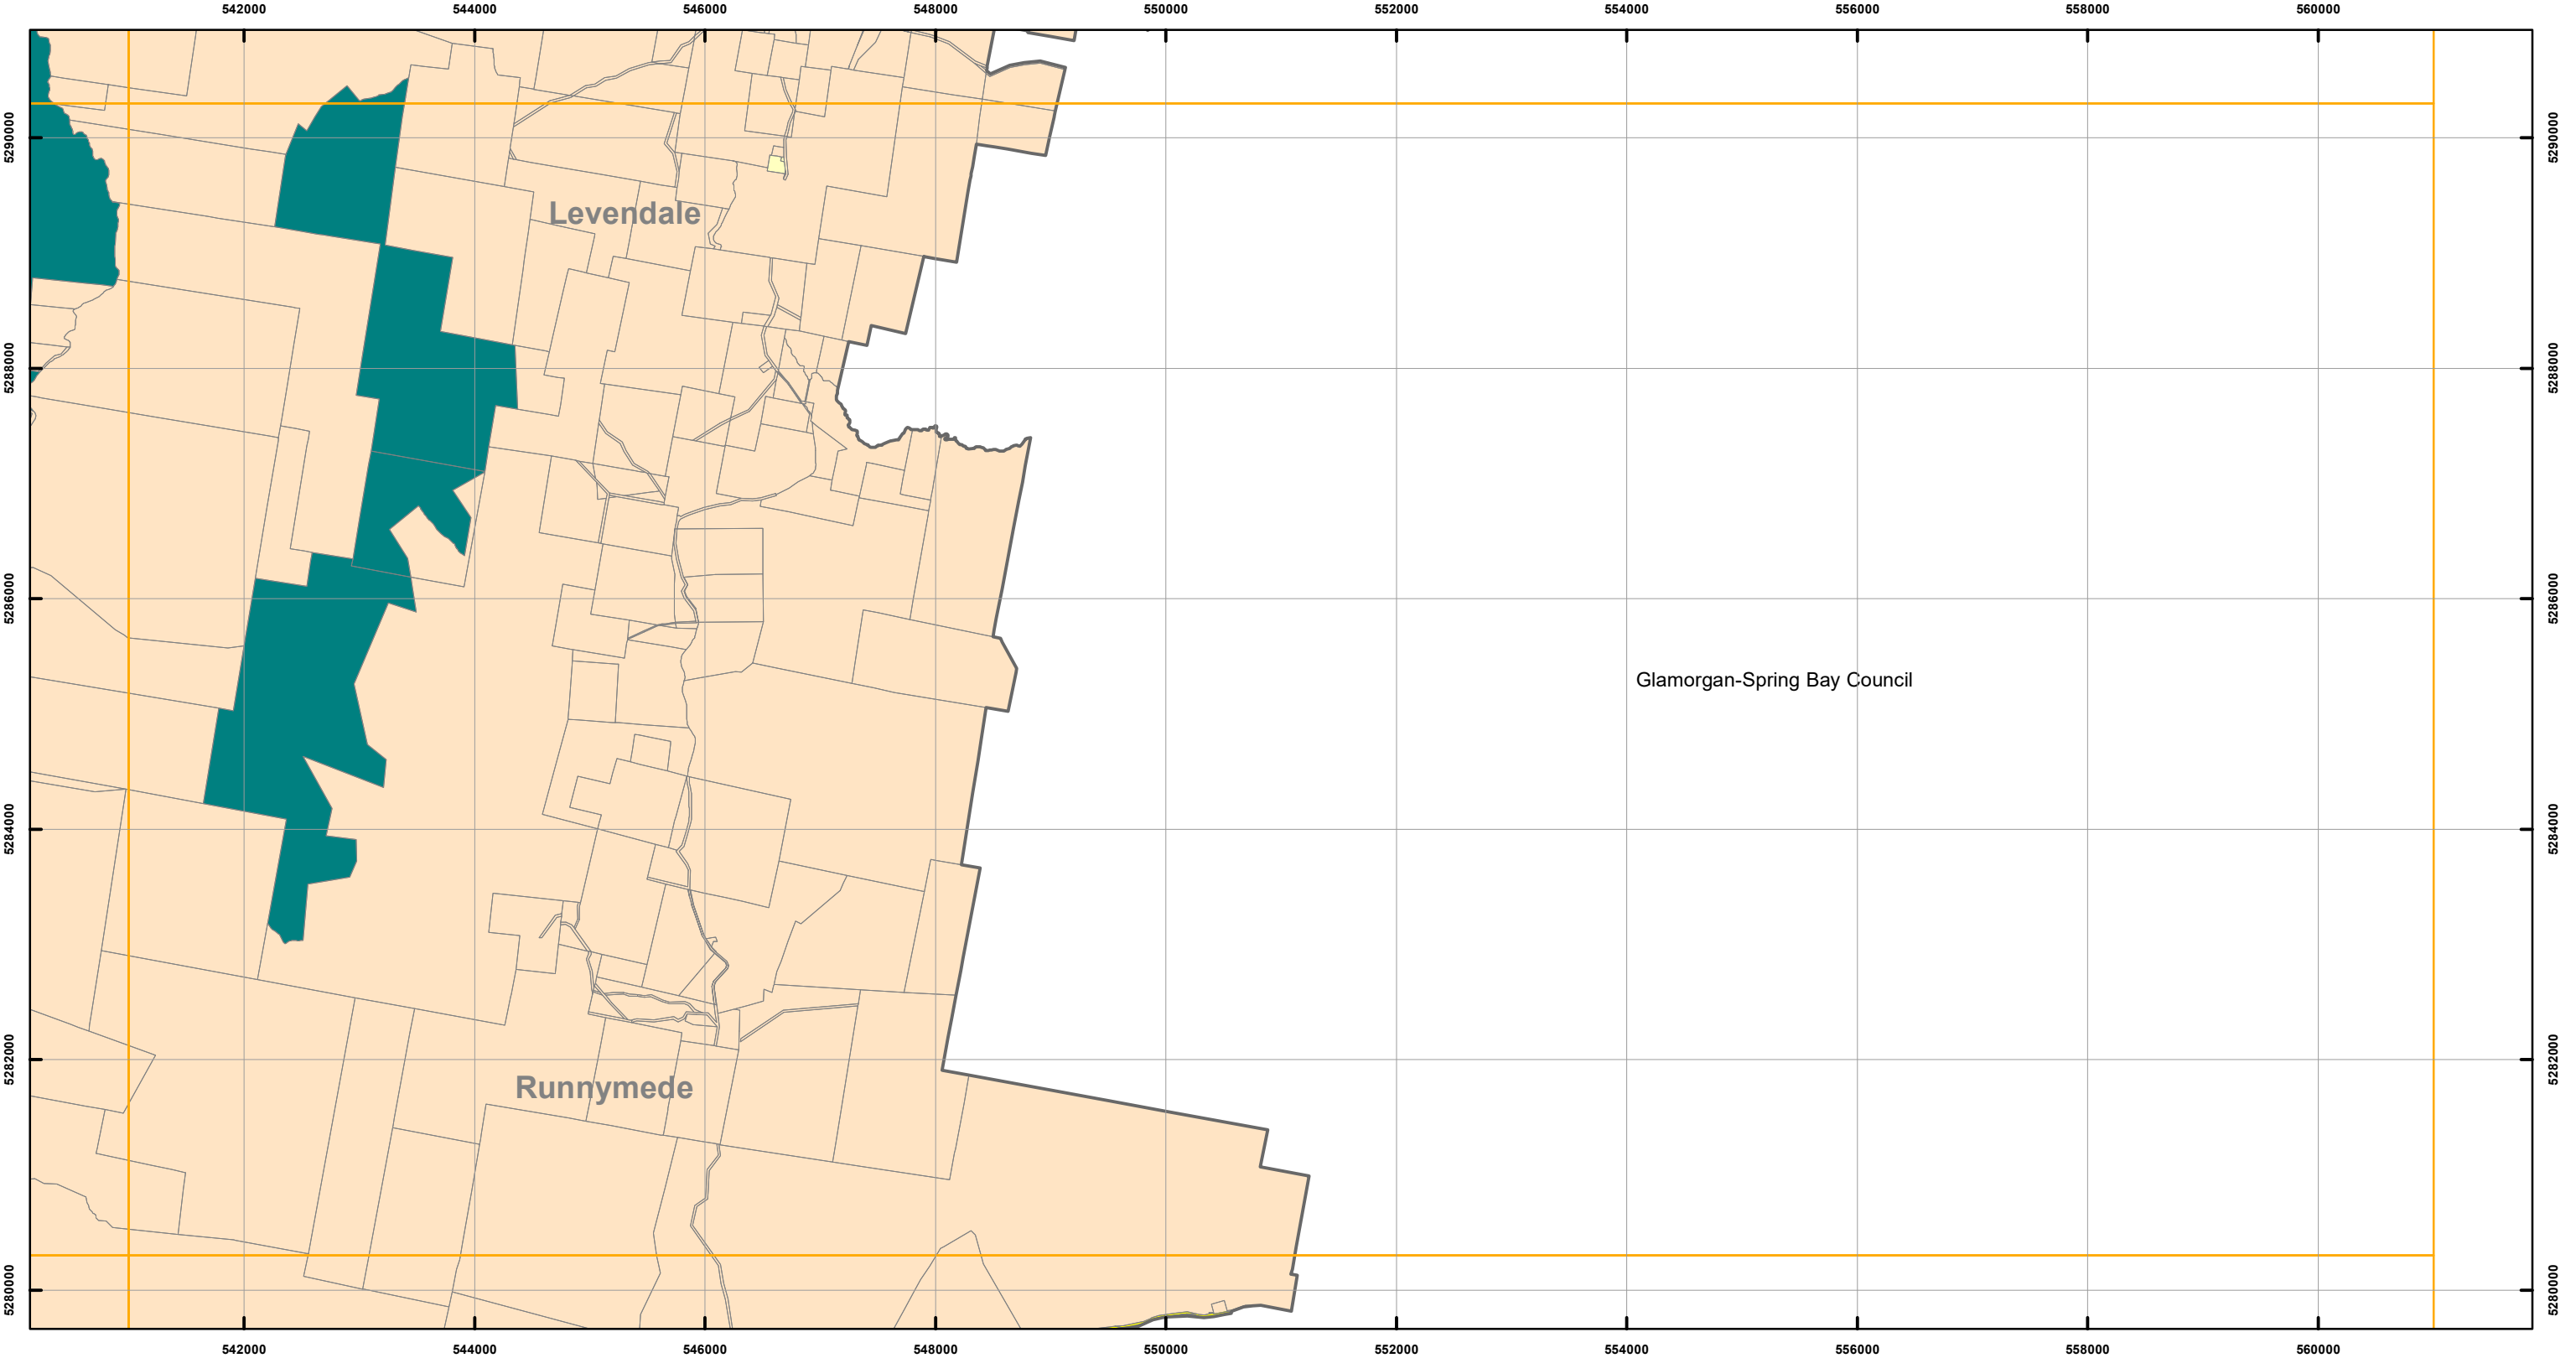 542000 544000 546000 548000 550000 552000 554000 556000 558000 560000
5290000 5290000
Levendale
5288000 5288000
5286000 5286000
Glamorgan-Spring Bay Council
5284000 5284000
5282000 5282000
Runnymede
5280000 5280000
542000 544000 546000 548000 550000 552000 554000 556000 558000 560000